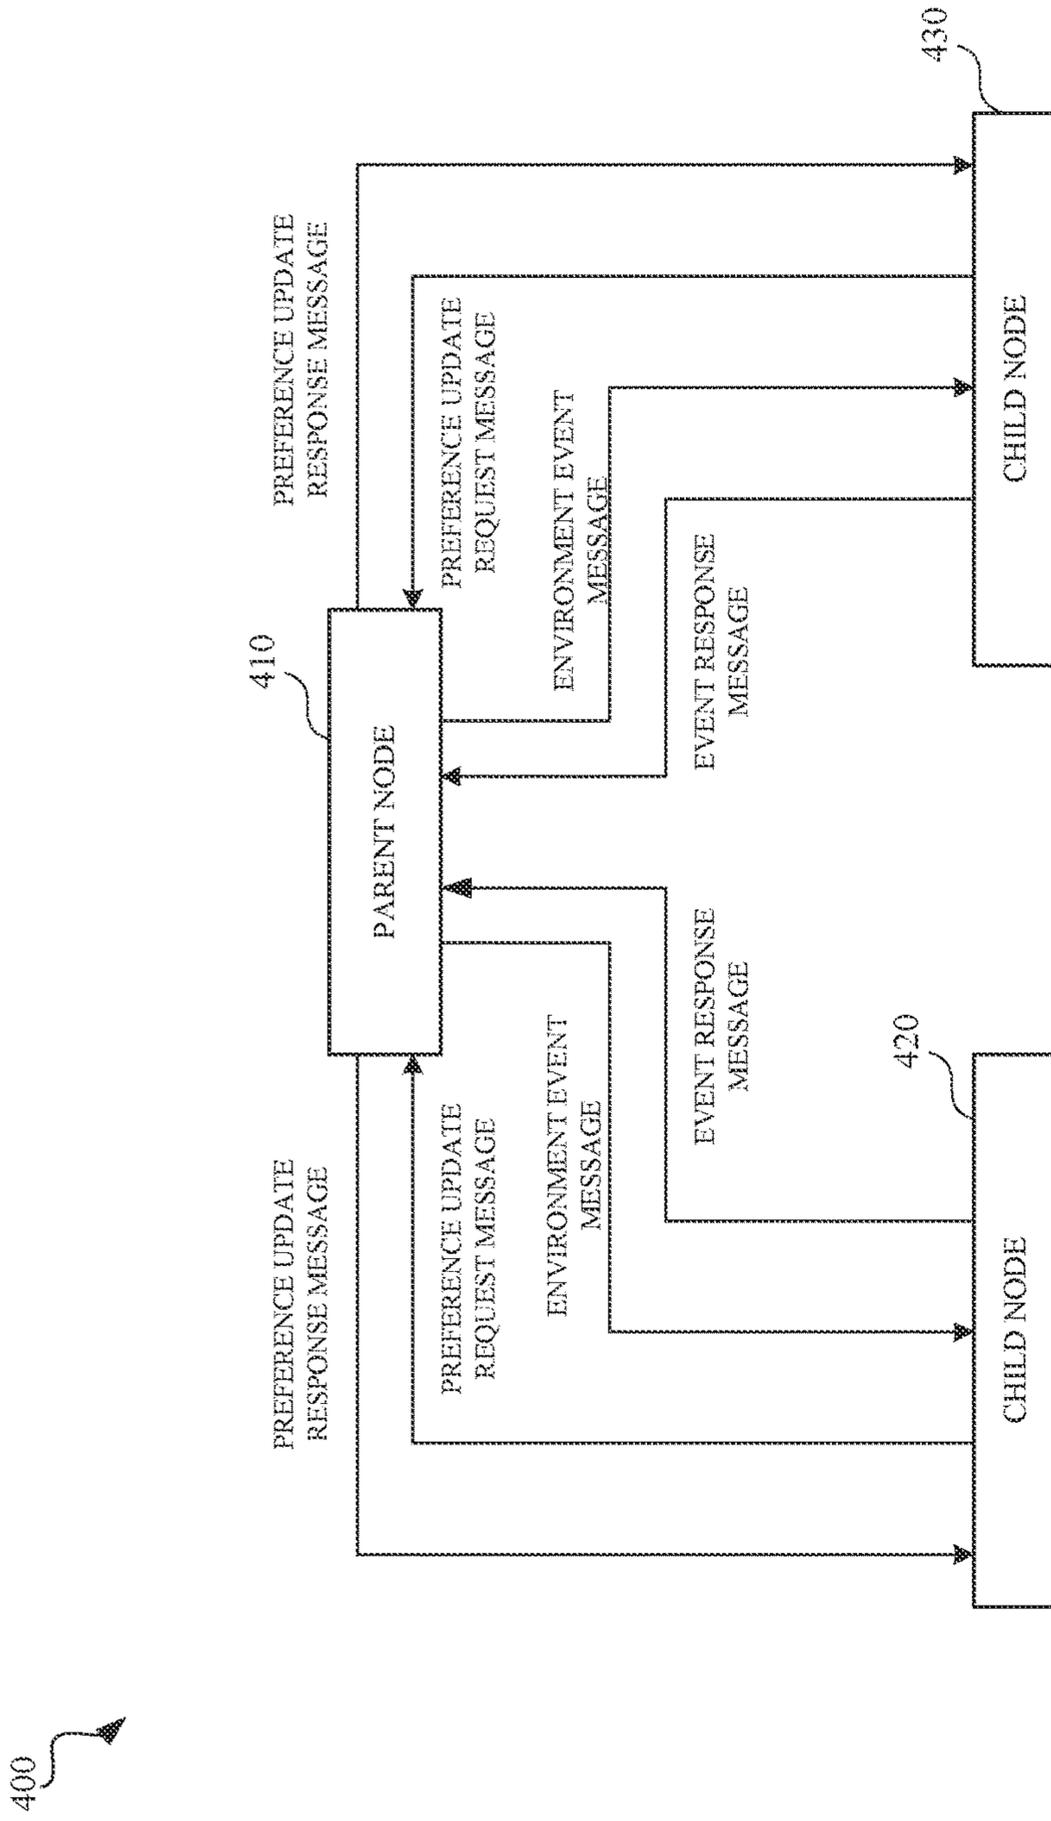 400
PREFERENCE UPDATE
RESPONSE MESSAGE
PREFERENCE UPDATE
RESPONSE MESSAGE
410
PARENT NODE
PREFERENCE UPDATE
REQUEST MESSAGE
PREFERENCE UPDATE
REQUEST MESSAGE
ENVIRONMENT EVENT
MESSAGE
ENVIRONMENT EVENT
MESSAGE
EVENT RESPONSE
MESSAGE
EVENT RESPONSE
MESSAGE
420
CHILD NODE
430
CHILD NODE